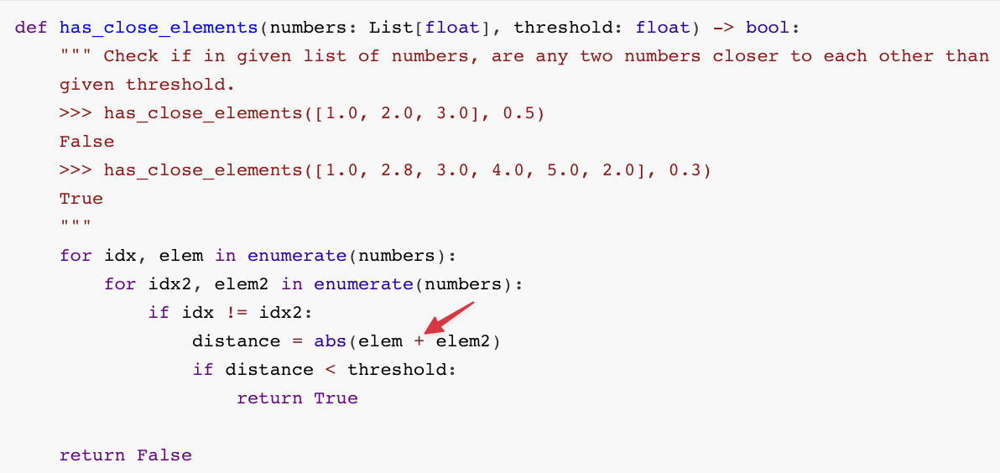 def has_close_elements(numbers: List[float], threshold: float) -> bool:
    """ Check if in given list of numbers, are any two numbers closer to each other than
    given threshold.
    >>> has_close_elements([1.0, 2.0, 3.0], 0.5)
    False
    >>> has_close_elements([1.0, 2.8, 3.0, 4.0, 5.0, 2.0], 0.3)
    True
    """
    for idx, elem in enumerate(numbers):
        for idx2, elem2 in enumerate(numbers):
            if idx != idx2:
                distance = abs(elem + elem2)
                if distance < threshold:
                    return True

    return False